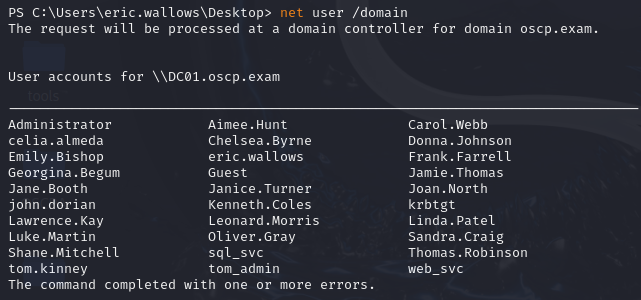 PS C:\Users\eric.wallows\Desktop> net user /domain
The request will be processed at a domain controller for domain oscp.exam.
User accounts for \\DC01.oscp.exam
tools
-------------------------------------------------------------------------------
Administrator Aimee.Hunt Carol.Webb
celia.almeda Chelsea.Byrne Donna.Johnson
Emily.Bishop eric.wallows Frank.Farrell
Georgina.Begum Guest Jamie.Thomas
Jane.Booth Janice.Turner Joan.North
john.dorian Kenneth.Coles krbtgt
Lawrence.Kay Leonard.Morris Linda.Patel
Luke.Martin Oliver.Gray Sandra.Craig
Shane.Mitchell sql_svc Thomas.Robinson
tom.kinney tom_admin web_svc
The command completed with one or more errors.